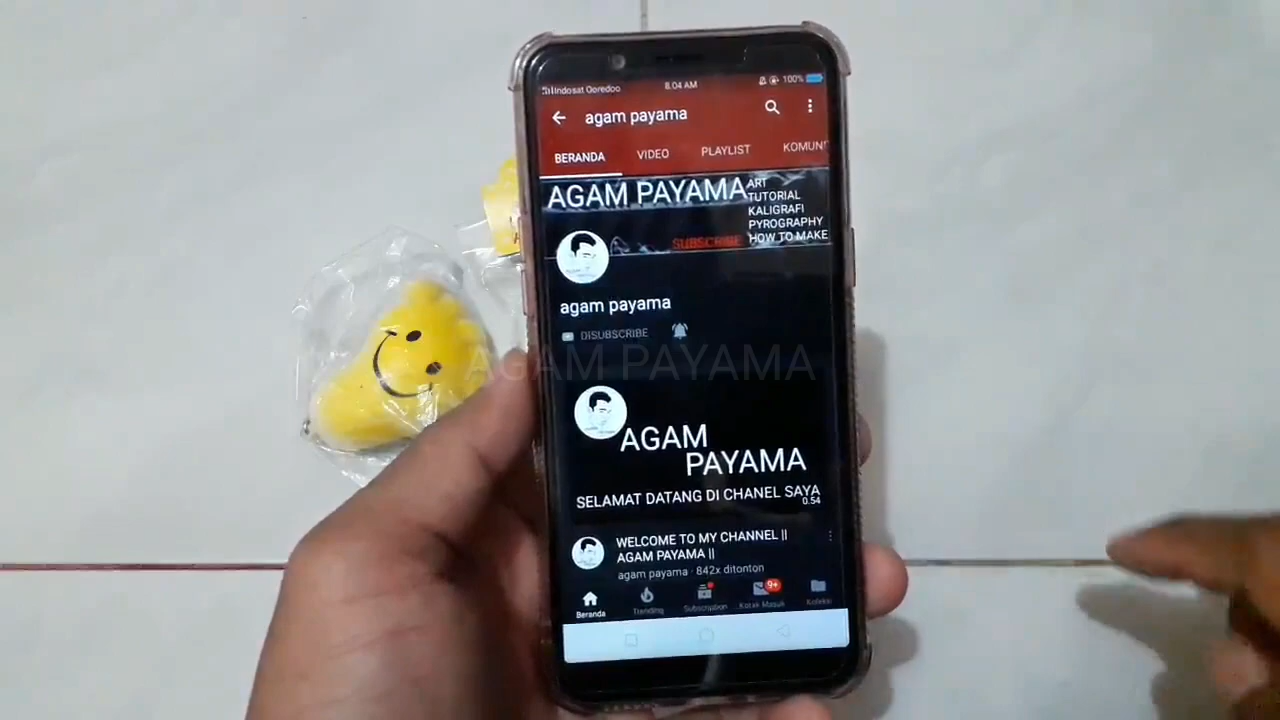 Indosat Ooredoo 8.04 AM 100%
agam payama
BERANDA VIDEO PLAYLIST KOMUN
AGAM PAYAMA
ART
TUTORIAL
KALIGRAFI
PYROGRAPHY
HOW TO MAKE
SUBSCRIBE
agam payama
DISUBSCRIBE
AGAM PAYAMA
AGAM
PAYAMA
SELAMAT DATANG DI CHANEL SAYA
0.54
WELCOME TO MY CHANNEL ||
AGAM PAYAMA ||
agam payama · 842x ditonton
9+
Beranda Trending Subscription Kotak Masuk Koleksi